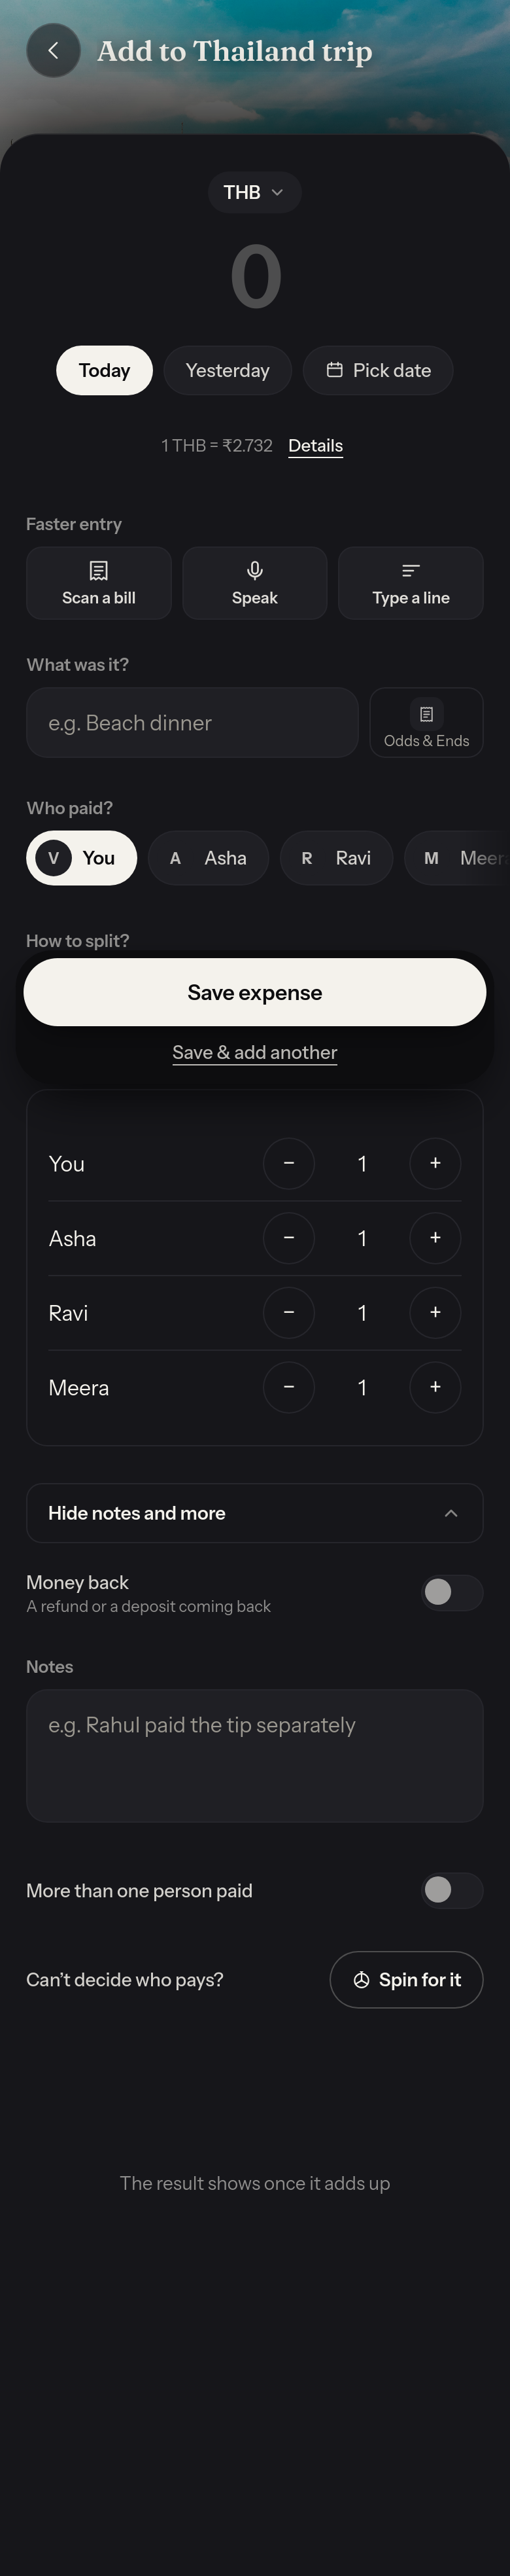 Add to Thailand trip
THB
0
Today Yesterday Pick date
1 THB = ₹2.732 Details
Faster entry
Scan a bill Speak Type a line
What was it?
e.g. Beach dinner
Odds & Ends
Who paid?
V You A Asha R Ravi M Meera
How to split?
Save expense
Save & add another
You − 1 +
Asha − 1 +
Ravi − 1 +
Meera − 1 +
Hide notes and more
Money back
A refund or a deposit coming back
Notes
e.g. Rahul paid the tip separately
More than one person paid
Can’t decide who pays? Spin for it
The result shows once it adds up